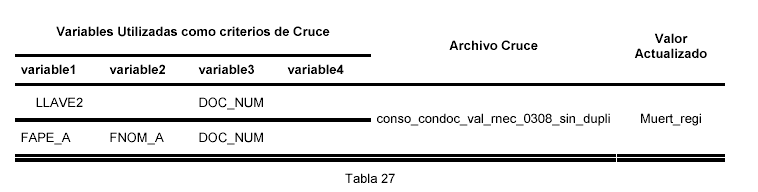 Variables Utilizadas como criterios de Cruce
Archivo Cruce
Valor
Actualizado
variable1 variable2 variable3 variable4
LLAVE2 DOC_NUM
conso_condoc_val_rnec_0308_sin_dupli Muert_regi
FAPE_A FNOM_A DOC_NUM
Tabla 27